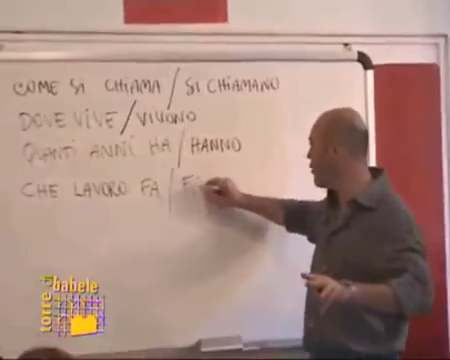 COME SI CHIAMA / SI CHIAMANO
DOVE VIVE / VIVONO
QUANTI ANNI HA / HANNO
CHE LAVORO FA / F
torre di babele